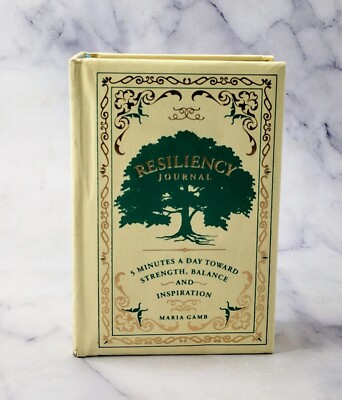 RESILIENCY
JOURNAL
5 MINUTES A DAY TOWARD
STRENGTH, BALANCE
AND
INSPIRATION
MARIA GAMB